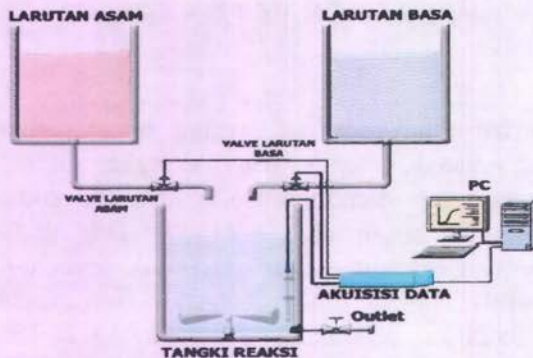 LARUTAN ASAM
LARUTAN BASA
VALVE LARUTAN
BASA
VALVE LARUTAN
ASAM
PC
AKUISISI DATA
Outlet
TANGKI REAKSI